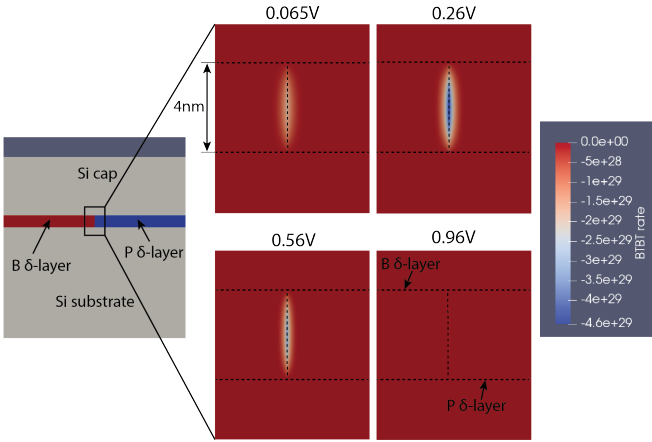 0.065V
0.26V
4nm
Si cap
B δ-layer
P δ-layer
Si substrate
0.56V
0.96V
B δ-layer
P δ-layer
0.0e+00
-5e+28
-1e+29
-1.5e+29
-2e+29
-2.5e+29
-3e+29
-4e+29
-4e+29
-4.6e+29
BTBT rate